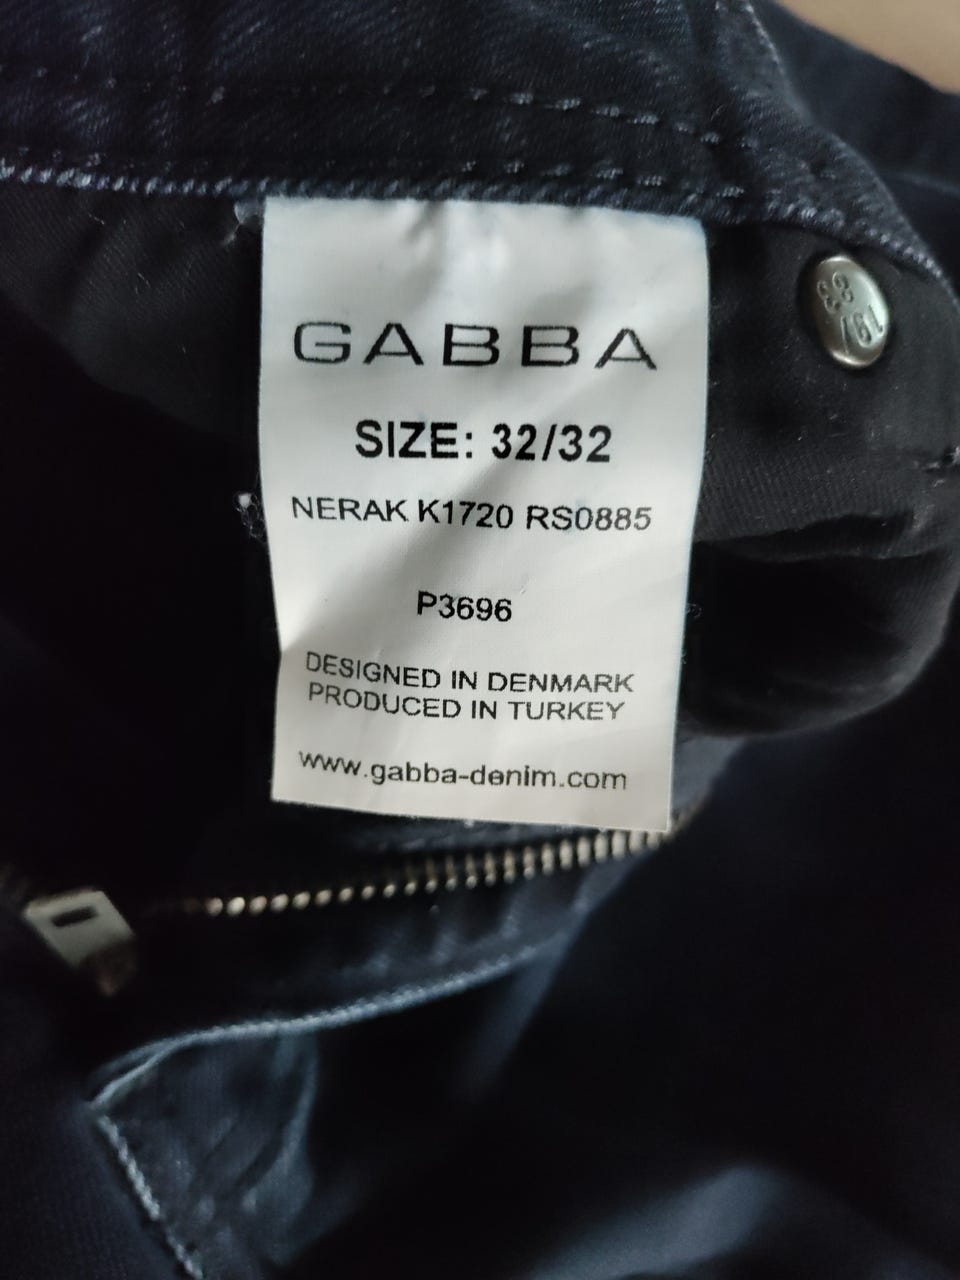 GABBA
SIZE: 32/32
NERAK K1720 RS0885
P3696
DESIGNED IN DENMARK
PRODUCED IN TURKEY
www.gabba-denim.com